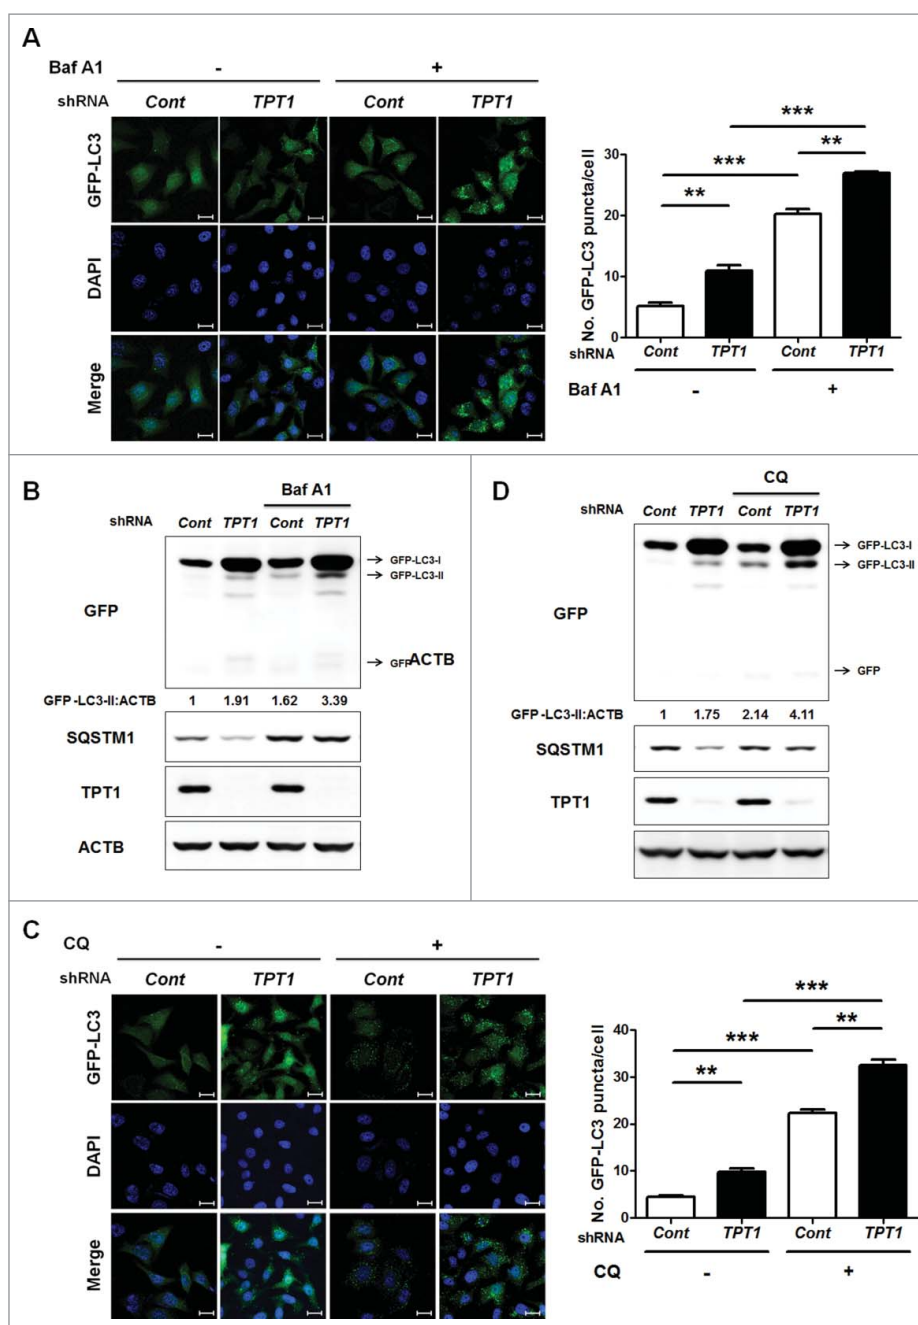 A
Baf A1 - +
shRNA Cont TPT1 Cont TPT1
GFP-LC3
DAPI
Merge
*** 
*** **
**
No. GFP-LC3 puncta/cell
30
20
10
0
shRNA Cont TPT1 Cont TPT1
Baf A1 - +
B
Baf A1
shRNA Cont TPT1 Cont TPT1
GFP-LC3-I
GFP-LC3-II
GFP
GFP ACTB
GFP-LC3-II:ACTB 1 1.91 1.62 3.39
SQSTM1
TPT1
ACTB
D
CQ
shRNA Cont TPT1 Cont TPT1
GFP-LC3-I
GFP-LC3-II
GFP
GFP
GFP-LC3-II:ACTB 1 1.75 2.14 4.11
SQSTM1
TPT1
C
CQ - +
shRNA Cont TPT1 Cont TPT1
GFP-LC3
DAPI
Merge
***
*** **
**
No. GFP-LC3 puncta/cell
40
30
20
10
0
shRNA Cont TPT1 Cont TPT1
CQ - +